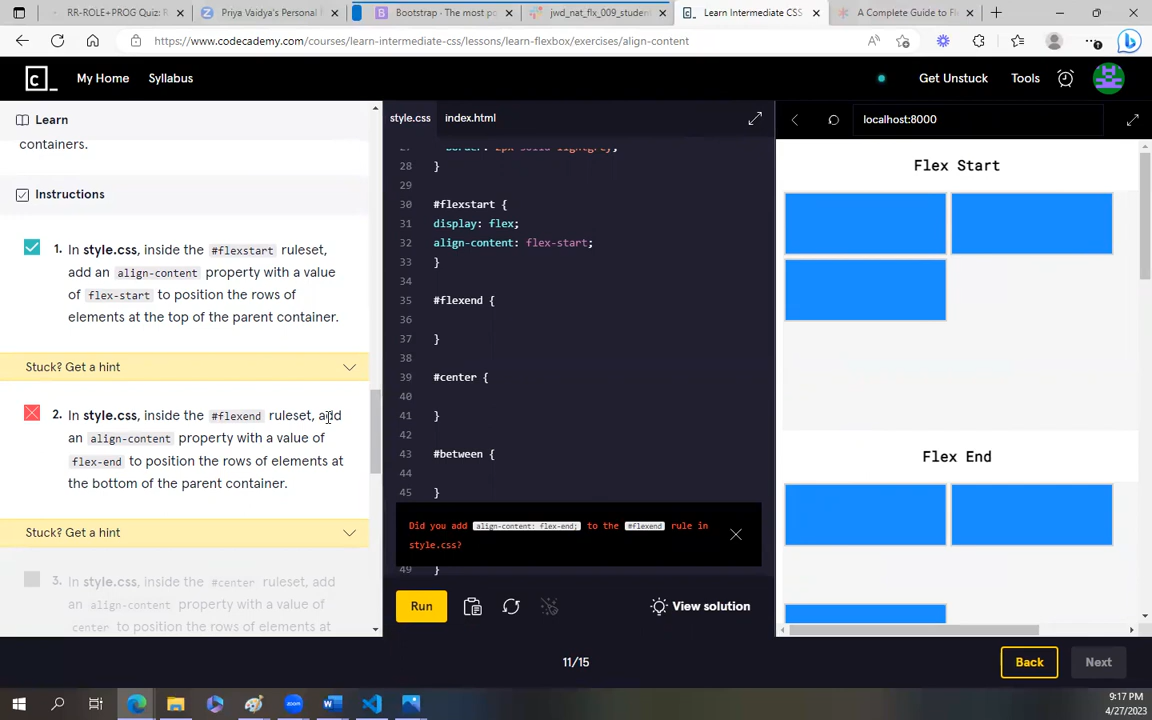 RR-ROLE+PROG Quiz: R
Priya Vaidya's Personal
Bootstrap - The most po
jwd_nat_flx_009_student
Learn Intermediate CSS
A Complete Guide to Fl
https://www.codecademy.com/courses/learn-intermediate-css/lessons/learn-flexbox/exercises/align-content
C_
My Home
Syllabus
Get Unstuck
Tools
Learn
containers.
Instructions
1. In style.css, inside the #flexstart ruleset,
add an align-content property with a value
of flex-start to position the rows of
elements at the top of the parent container.
Stuck? Get a hint
2. In style.css, inside the #flexend ruleset, add
an align-content property with a value of
flex-end to position the rows of elements at
the bottom of the parent container.
Stuck? Get a hint
3. In style.css, inside the #center ruleset, add
an align-content property with a value of
center to position the rows of elements at
style.css
index.html
27 border: 2px solid lightgrey;
28 }
29
30 #flexstart {
31 display: flex;
32 align-content: flex-start;
33 }
34
35 #flexend {
36
37 }
38
39 #center {
40
41 }
42
43 #between {
44
45 }
Did you add align-content: flex-end; to the #flexend rule in
style.css?
49 }
Run
View solution
localhost:8000
Flex Start
Flex End
11/15
Back
Next
9:17 PM
4/27/2023